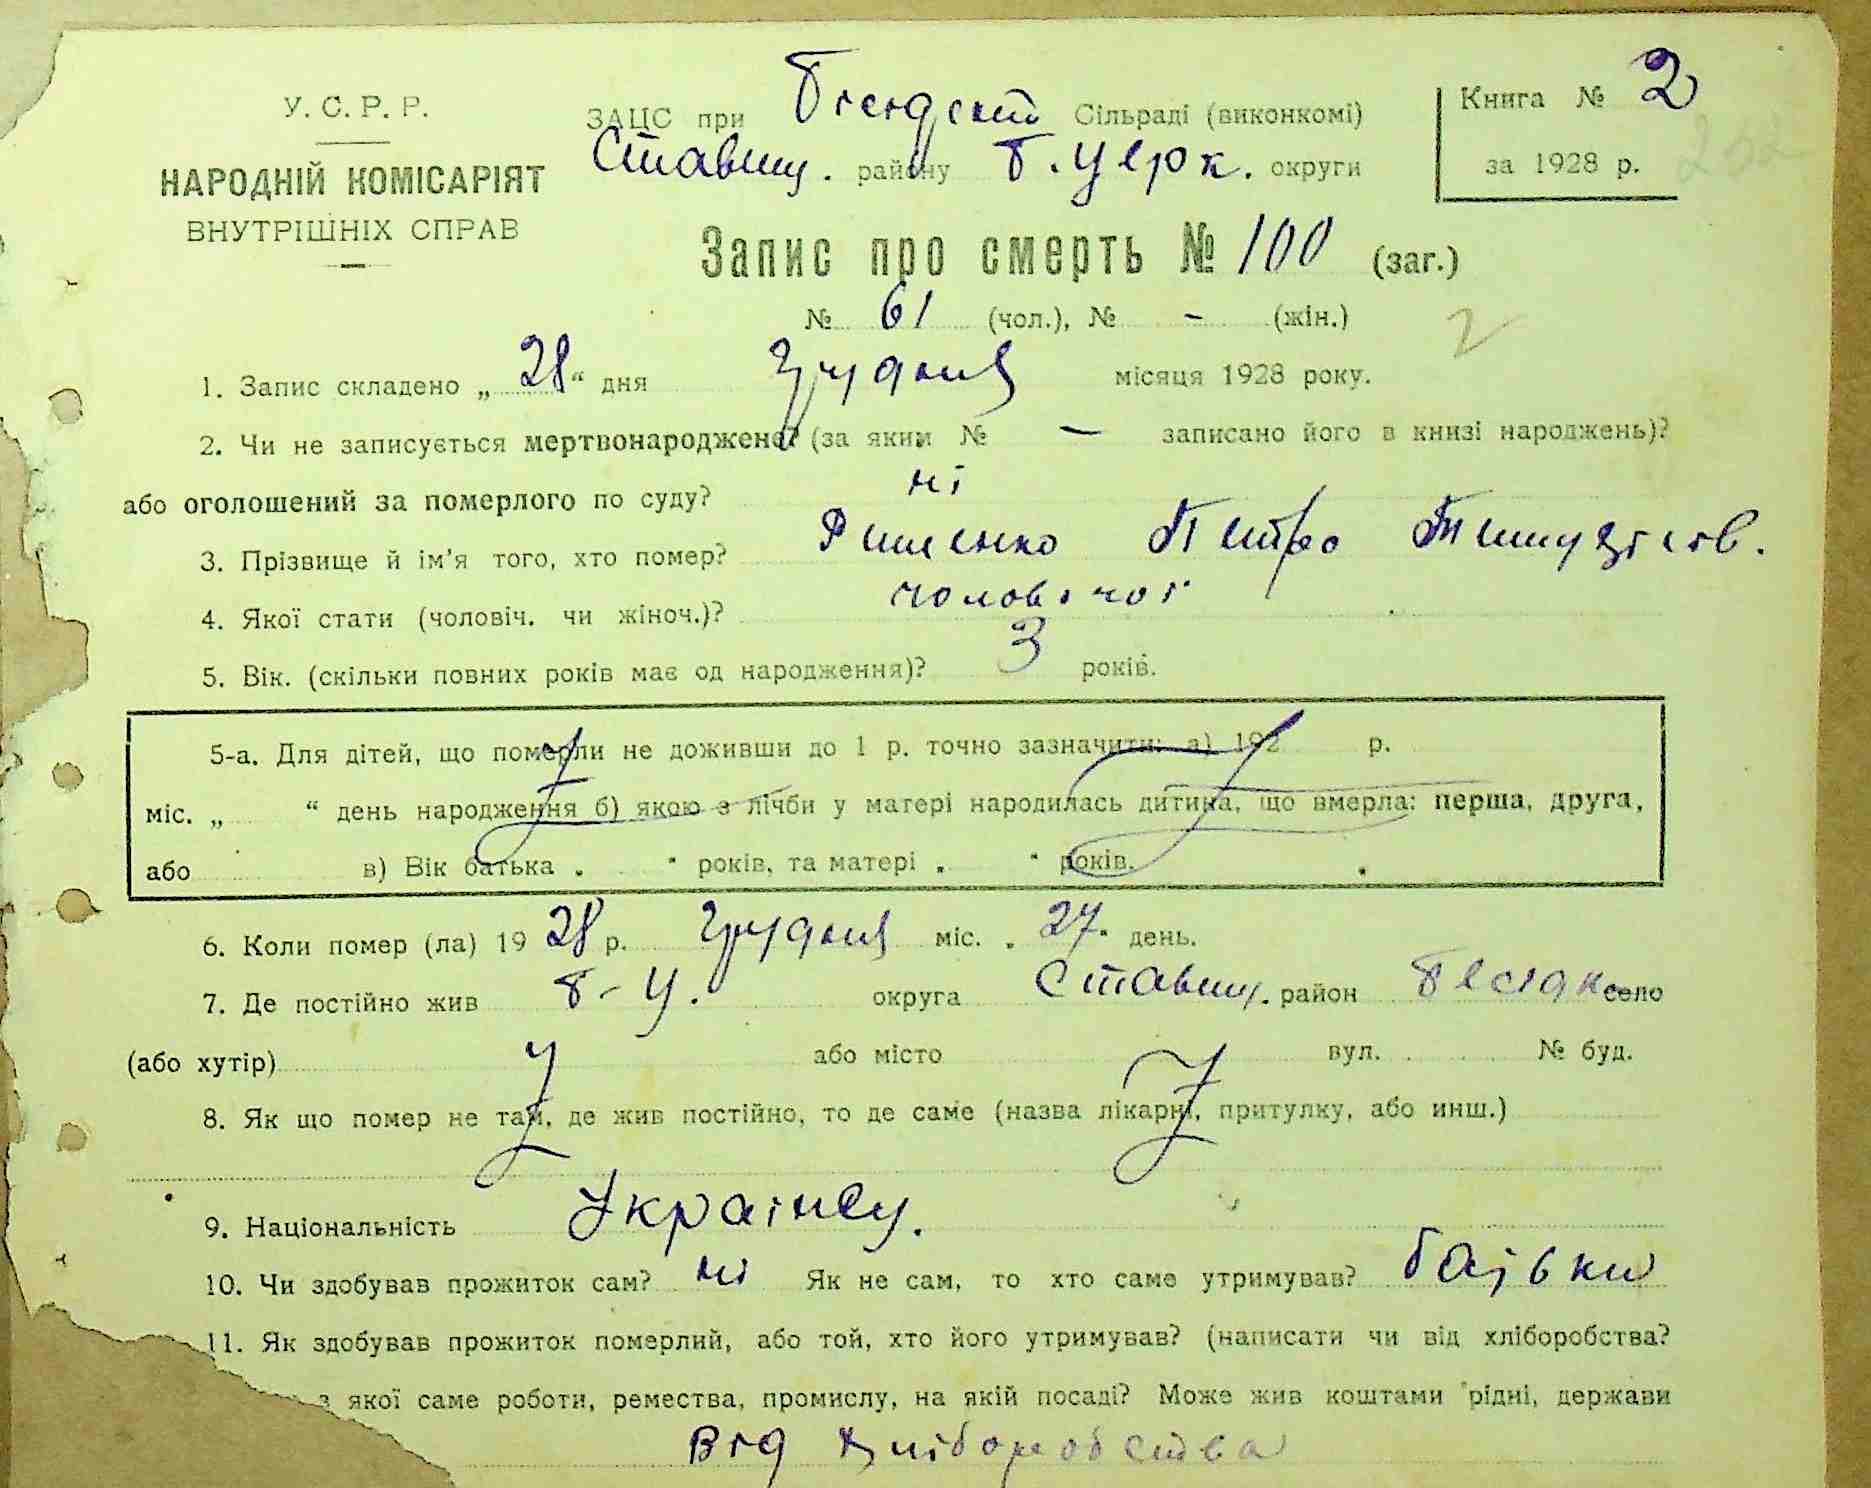 У. С. Р. Р.
НАРОДНІЙ КОМІСАРІЯТ
ВНУТРІШНІХ СПРАВ
ЗАЦС при Сільраді (виконкомі)
Ставищ. району Б. Церк. округи
Книга № 2
за 1928 р.
Запис про смерть № 100 (заг.)
№ 61 (чол.), № - (жін.)
1. Запис складено „ 28 “ дня Грудня місяця 1928 року.
2. Чи не записується мертвонароджене? (за яким № — записано його в книзі народжень)?
або оголошений за померлого по суду? ні
3. Прізвище й ім'я того, хто помер? Петро
4. Якої стати (чоловіч. чи жіноч.)? чоловічої
5. Вік. (скільки повних років має од народження)? 3 років.
5-а. Для дітей, що померли не доживши до 1 р. точно зазначити: а) 192 р.
міс. „ “ день народження б) якою з лічби у матері народилась дитина, що вмерла: перша, друга,
або в) Вік батька „ “ років, та матері „ “ років.
6. Коли помер (ла) 19 28 р. Грудня міс. „ 27 “ день.
7. Де постійно жив Б-Ц. округа Ставищ. район село
(або хутір) або місто вул. № буд.
8. Як що помер не там, де жив постійно, то де саме (назва лікарні, притулку, або инш.)
9. Національність Українец.
10. Чи здобував прожиток сам? ні Як не сам, то хто саме утримував? батьки
11. Як здобував прожиток померлий, або той, хто його утримував? (написати чи від хліборобства?
з якої саме роботи, ремества, промислу, на якій посаді? Може жив коштами рідні, держави
Від Хліборобства